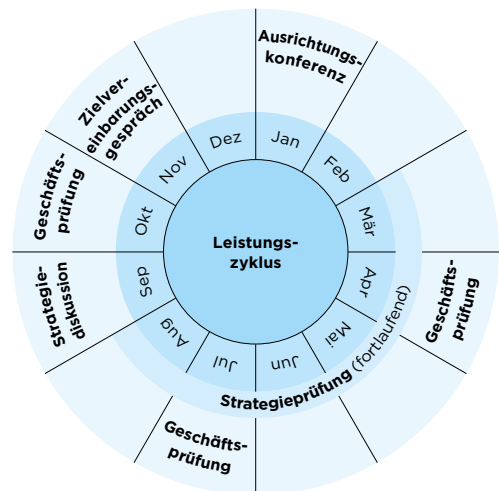 Ausrichtungs-
konferenz
Zielver-
einbarungs-
gespräch
Geschäfts-
prüfung
Strategie-
diskussion
Geschäfts-
prüfung
Geschäfts-
prüfung
Strategieprüfung (fortlaufend)
Jan
Feb
Mär
Apr
Mai
Jun
Jul
Aug
Sep
Okt
Nov
Dez
Leistungs-
zyklus